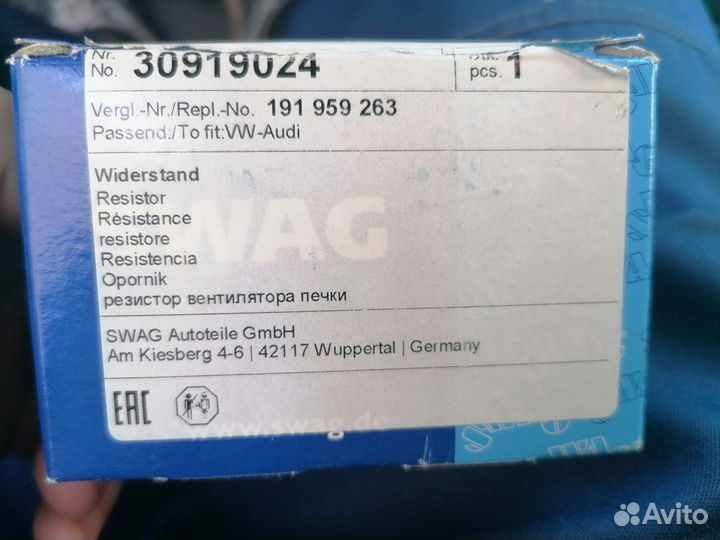 Nr.
No. 30919024
Stk.
pcs. 1
Vergl.-Nr./Repl.-No. 191 959 263
Passend:/To fit:VW-Audi
Widerstand
Resistor
Résistance
resistore
Resistencia
Opornik
резистор вентилятора печки
SWAG
SWAG Autoteile GmbH
Am Kiesberg 4-6 | 42117 Wuppertal | Germany
EAC
www.swag.de
Avito